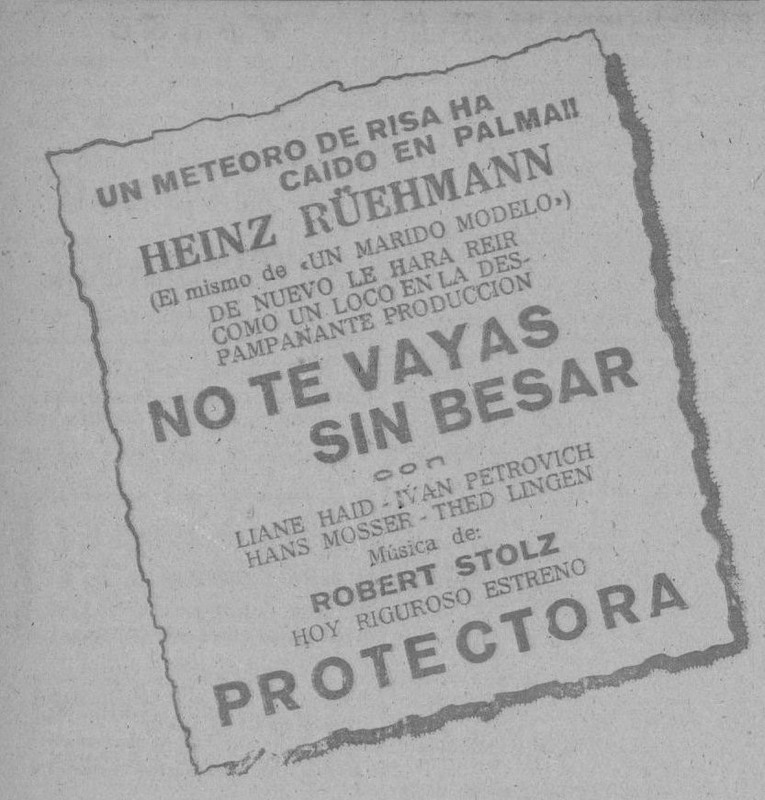 UN METEORO DE RISA HA
CAIDO EN PALMA!!
HEINZ RÜEHMANN
(El mismo de «UN MARIDO MODELO»)
DE NUEVO LE HARA REIR
COMO UN LOCO EN LA DES-
PAMPANANTE PRODUCCION
NO TE VAYAS
SIN BESAR
con
LIANE HAID - IVAN PETROVICH
HANS MOSSER - THED LINGEN
Música de:
ROBERT STOLZ
HOY RIGUROSO ESTRENO
PROTECTORA